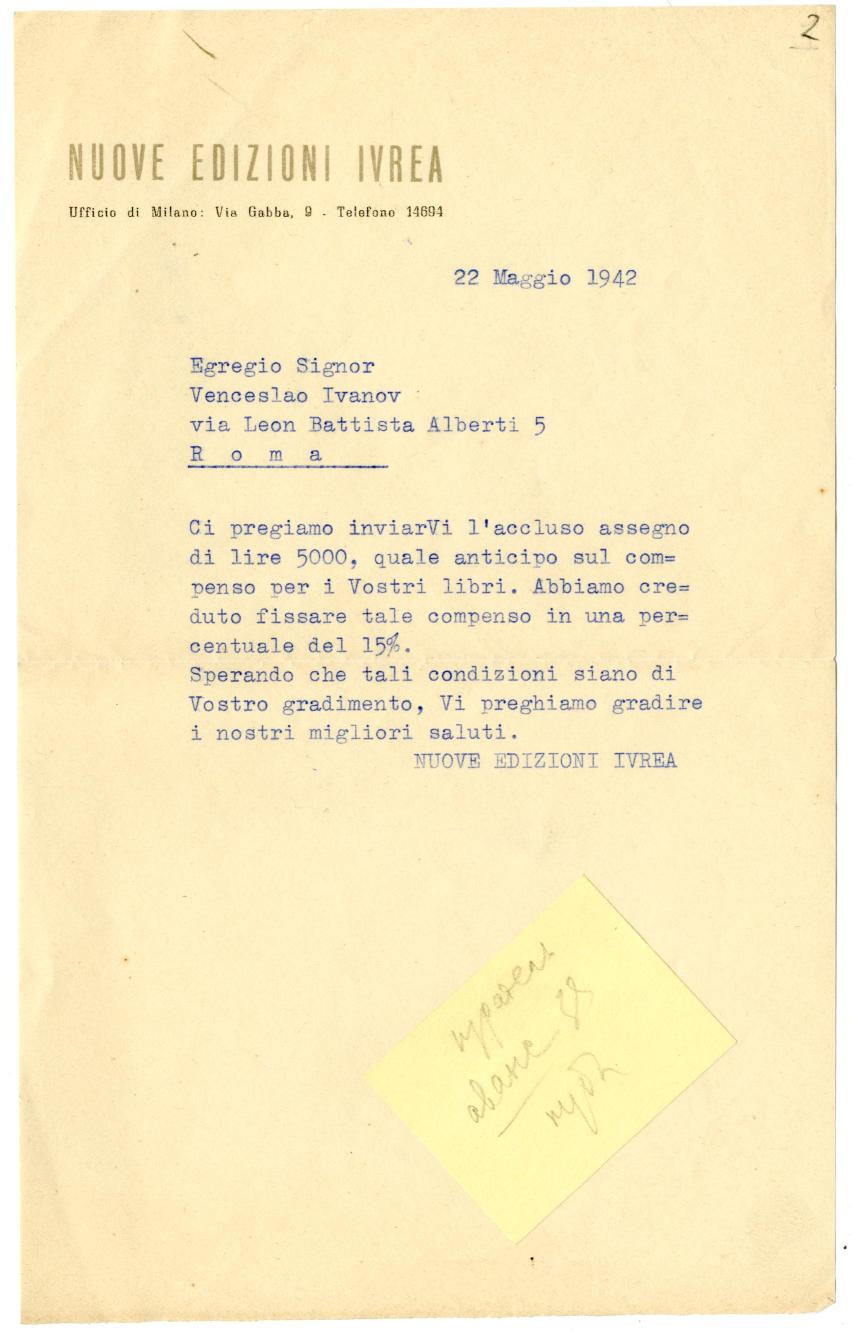 2
NUOVE EDIZIONI IVREA
Ufficio di Milano: Via Gabba, 9 - Telefono 14694
22 Maggio 1942
Egregio Signor
Venceslao Ivanov
via Leon Battista Alberti 5
R o m a
Ci pregiamo inviarVi l'accluso assegno
di lire 5000, quale anticipo sul com=
penso per i Vostri libri. Abbiamo cre=
duto fissare tale compenso in una per=
centuale del 15%.
Sperando che tali condizioni siano di
Vostro gradimento, Vi preghiamo gradire
i nostri migliori saluti.
NUOVE EDIZIONI IVREA
аванс